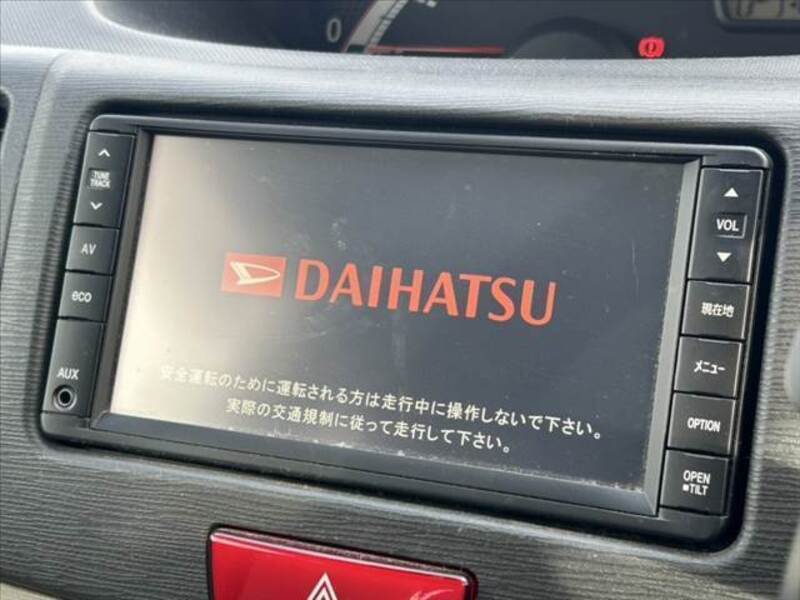 0
TUNE
TRACK
AV
eco
AUX
DAIHATSU
安全運転のために運転される方は走行中に操作しないで下さい。
実際の交通規制に従って走行して下さい。
VOL
現在地
メニュー
OPTION
OPEN
TILT